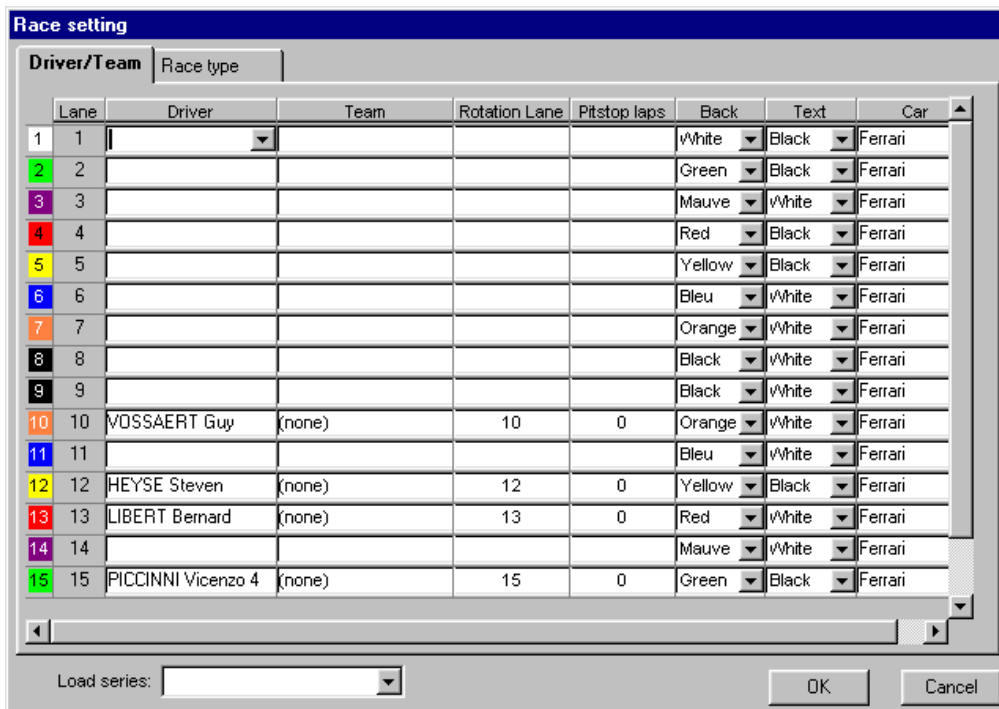 Race setting
Driver/Team Race type
Lane Driver Team Rotation Lane Pitstop laps Back Text Car
1 1 White Black Ferrari
2 2 Green Black Ferrari
3 3 Mauve White Ferrari
4 4 Red Black Ferrari
5 5 Yellow Black Ferrari
6 6 Bleu White Ferrari
7 7 Orange White Ferrari
8 8 Black White Ferrari
9 9 Black White Ferrari
10 10 VOSSAERT Guy (none) 10 0 Orange White Ferrari
11 11 Bleu White Ferrari
12 12 HEYSE Steven (none) 12 0 Yellow Black Ferrari
13 13 LIBERT Bernard (none) 13 0 Red White Ferrari
14 14 Mauve White Ferrari
15 15 PICCINNI Vicenzo 4 (none) 15 0 Green Black Ferrari
Load series: OK Cancel